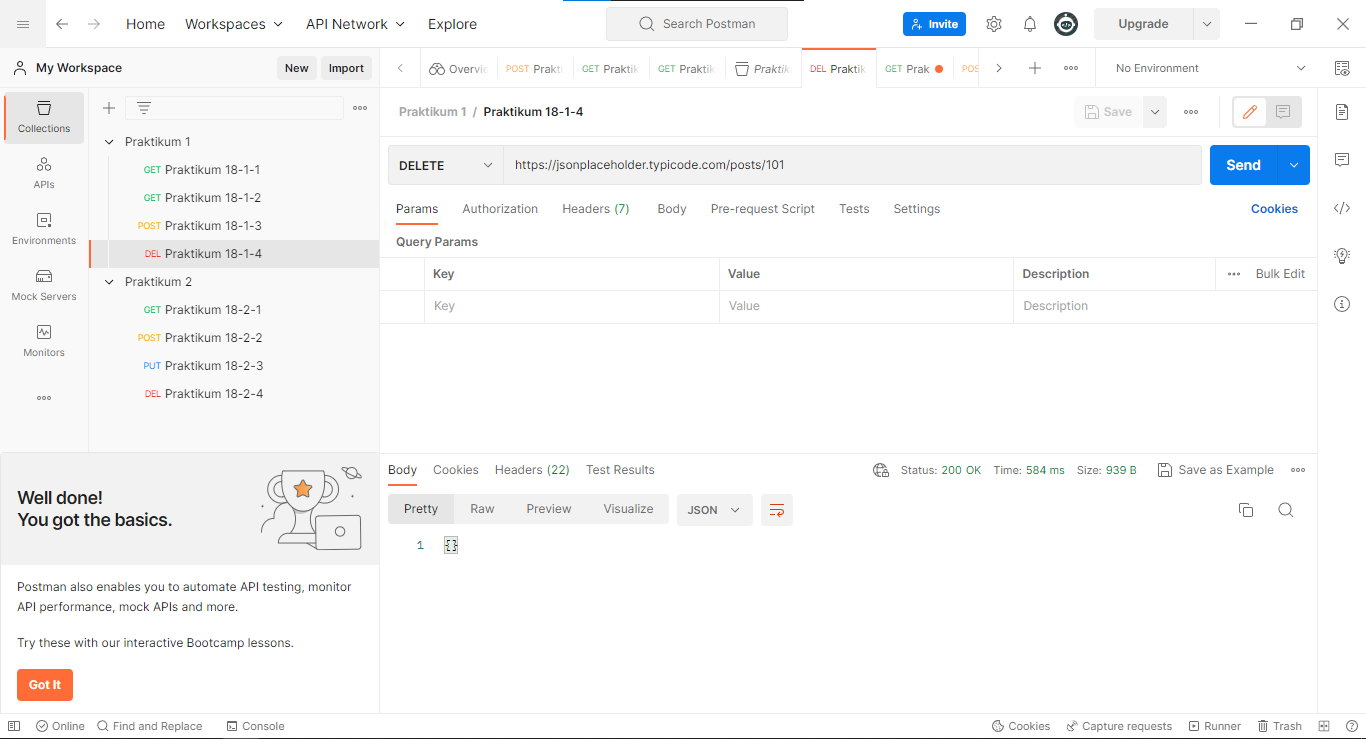 Home Workspaces API Network Explore Search Postman Invite Upgrade
My Workspace New Import
Overvie POST Prakti GET Praktik GET Praktik Praktik DEL Praktik GET Prak POS No Environment
Praktikum 1 / Praktikum 18-1-4 Save
Collections
APIs
Environments
Mock Servers
Monitors
Praktikum 1
GET Praktikum 18-1-1
GET Praktikum 18-1-2
POST Praktikum 18-1-3
DEL Praktikum 18-1-4
Praktikum 2
GET Praktikum 18-2-1
POST Praktikum 18-2-2
PUT Praktikum 18-2-3
DEL Praktikum 18-2-4
DELETE https://jsonplaceholder.typicode.com/posts/101 Send
Params Authorization Headers (7) Body Pre-request Script Tests Settings Cookies
Query Params
Key Value Description Bulk Edit
Key Value Description
Body Cookies Headers (22) Test Results Status: 200 OK Time: 584 ms Size: 939 B Save as Example
Pretty Raw Preview Visualize JSON
1 {}
Well done!
You got the basics.
Postman also enables you to automate API testing, monitor
API performance, mock APIs and more.
Try these with our interactive Bootcamp lessons.
Got It
Online Find and Replace Console Cookies Capture requests Runner Trash